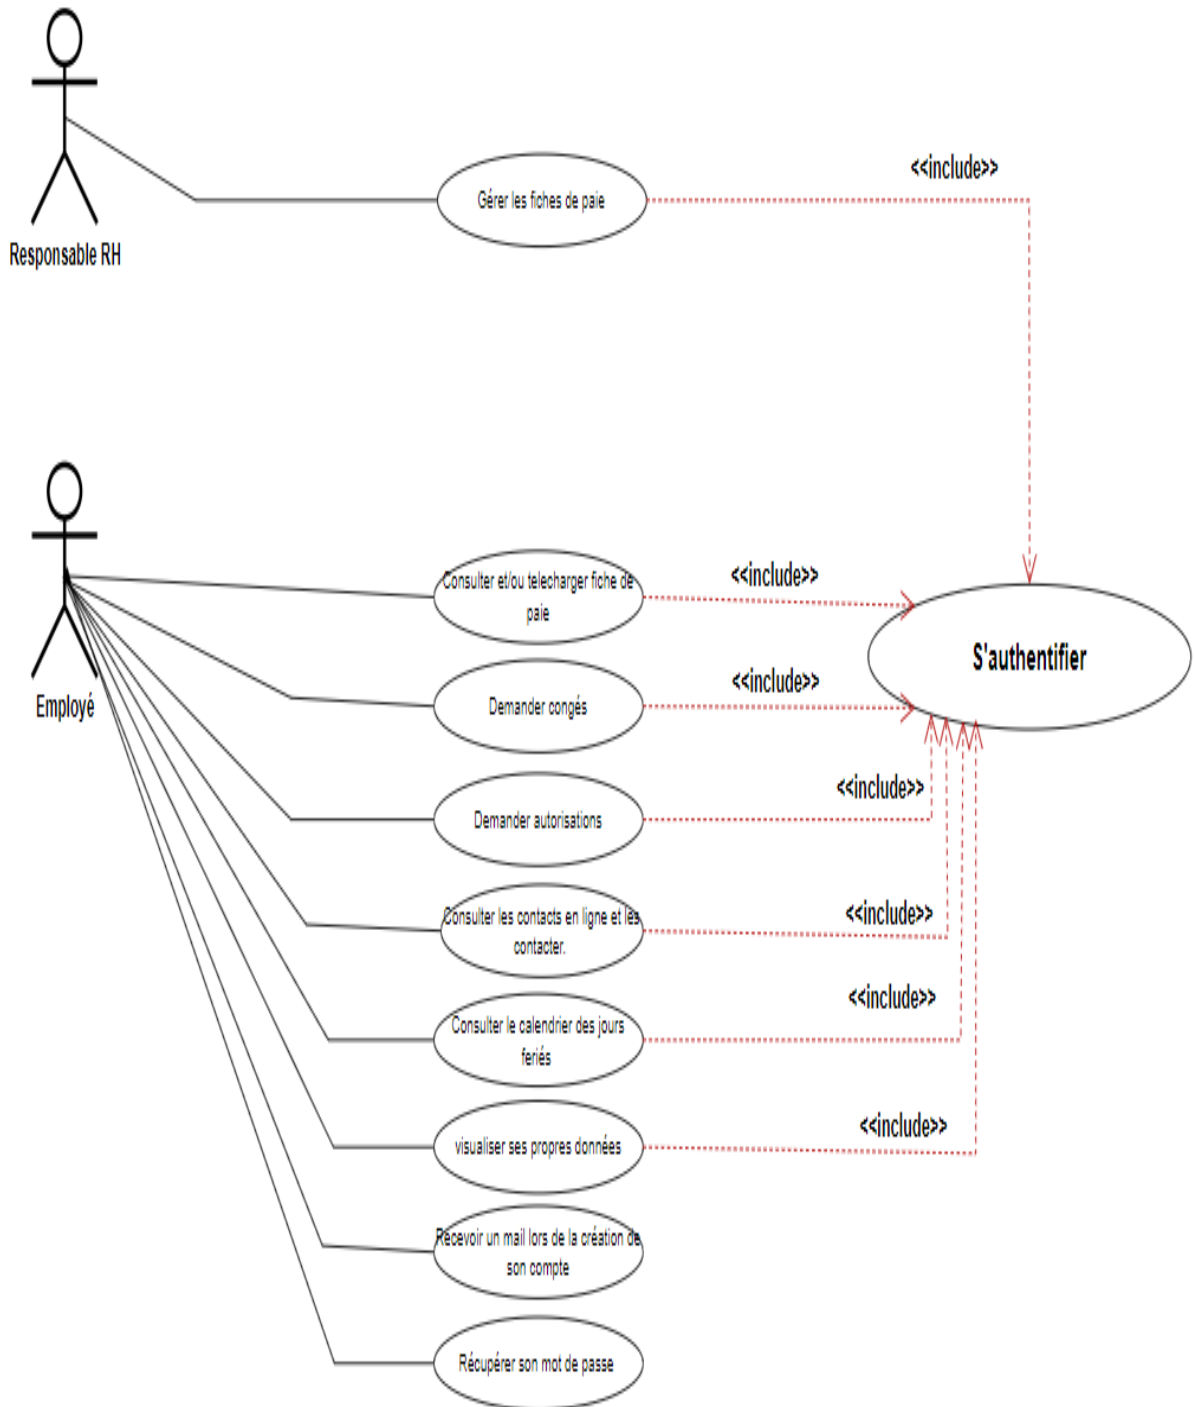 <<include>>
Gérer les fiches de paie
Responsable RH
Consulter et/ou telecharger fiche de
paie
<<include>>
S'authentifier
Employé
Demander congés
<<include>>
Demander autorisations
<<include>>
Consulter les contacts en ligne et les
contacter.
<<include>>
Consulter le calendrier des jours
feriés
<<include>>
visualiser ses propres données
<<include>>
Recevoir un mail lors de la création de
son compte
Récupérer son mot de passe